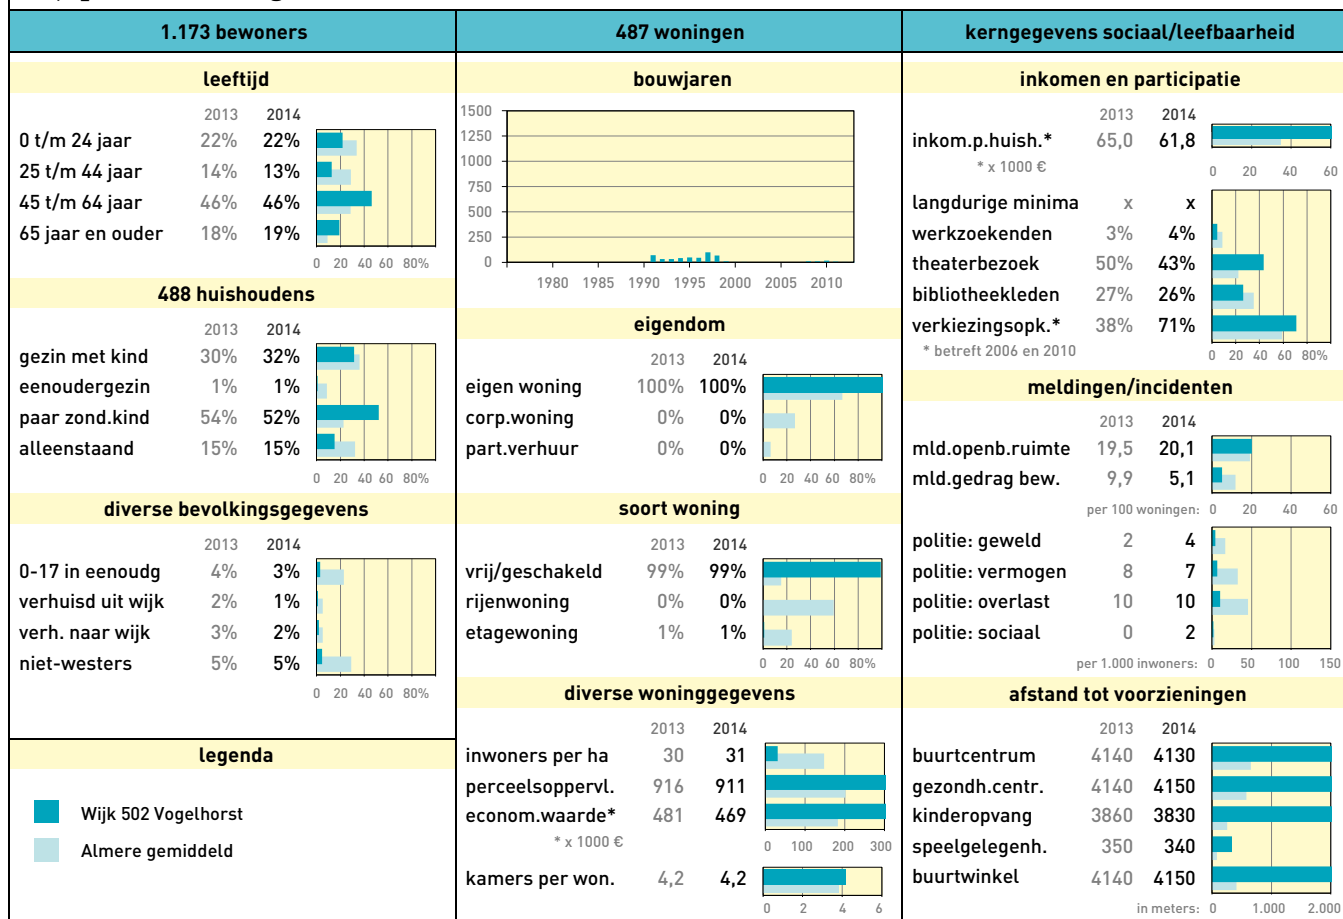 1.173 bewoners
leeftijd
2013 2014
0 t/m 24 jaar 22% 22%
25 t/m 44 jaar 14% 13%
45 t/m 64 jaar 46% 46%
65 jaar en ouder 18% 19%
0 20 40 60 80%
488 huishoudens
2013 2014
gezin met kind 30% 32%
eenoudergezin 1% 1%
paar zond.kind 54% 52%
alleenstaand 15% 15%
0 20 40 60 80%
diverse bevolkingsgegevens
2013 2014
0-17 in eenoudg 4% 3%
verhuisd uit wijk 2% 1%
verh. naar wijk 3% 2%
niet-westers 5% 5%
0 20 40 60 80%
legenda
Wijk 502 Vogelhorst
Almere gemiddeld
487 woningen
bouwjaren
1500
1250
1000
750
500
250
0
1980 1985 1990 1995 2000 2005 2010
eigendom
2013 2014
eigen woning 100% 100%
corp.woning 0% 0%
part.verhuur 0% 0%
0 20 40 60 80%
soort woning
2013 2014
vrij/geschakeld 99% 99%
rijenwoning 0% 0%
etagewoning 1% 1%
0 20 40 60 80%
diverse woninggegevens
2013 2014
inwoners per ha 30 31
perceelsoppervl. 916 911
econom.waarde* 481 469
* x 1000 € 0 100 200 300
kamers per won. 4,2 4,2
0 2 4 6
kerngegevens sociaal/leefbaarheid
inkomen en participatie
2013 2014
inkom.p.huish.* 65,0 61,8
* x 1000 € 0 20 40 60
langdurige minima x x
werkzoekenden 3% 4%
theaterbezoek 50% 43%
bibliotheekleden 27% 26%
verkiezingsopk.* 38% 71%
* betreft 2006 en 2010 0 20 40 60 80%
meldingen/incidenten
2013 2014
mld.openb.ruimte 19,5 20,1
mld.gedrag bew. 9,9 5,1
per 100 woningen: 0 20 40 60
politie: geweld 2 4
politie: vermogen 8 7
politie: overlast 10 10
politie: sociaal 0 2
per 1.000 inwoners: 0 50 100 150
afstand tot voorzieningen
2013 2014
buurtcentrum 4140 4130
gezondh.centr. 4140 4150
kinderopvang 3860 3830
speelgelegenh. 350 340
buurtwinkel 4140 4150
in meters: 0 1.000 2.000